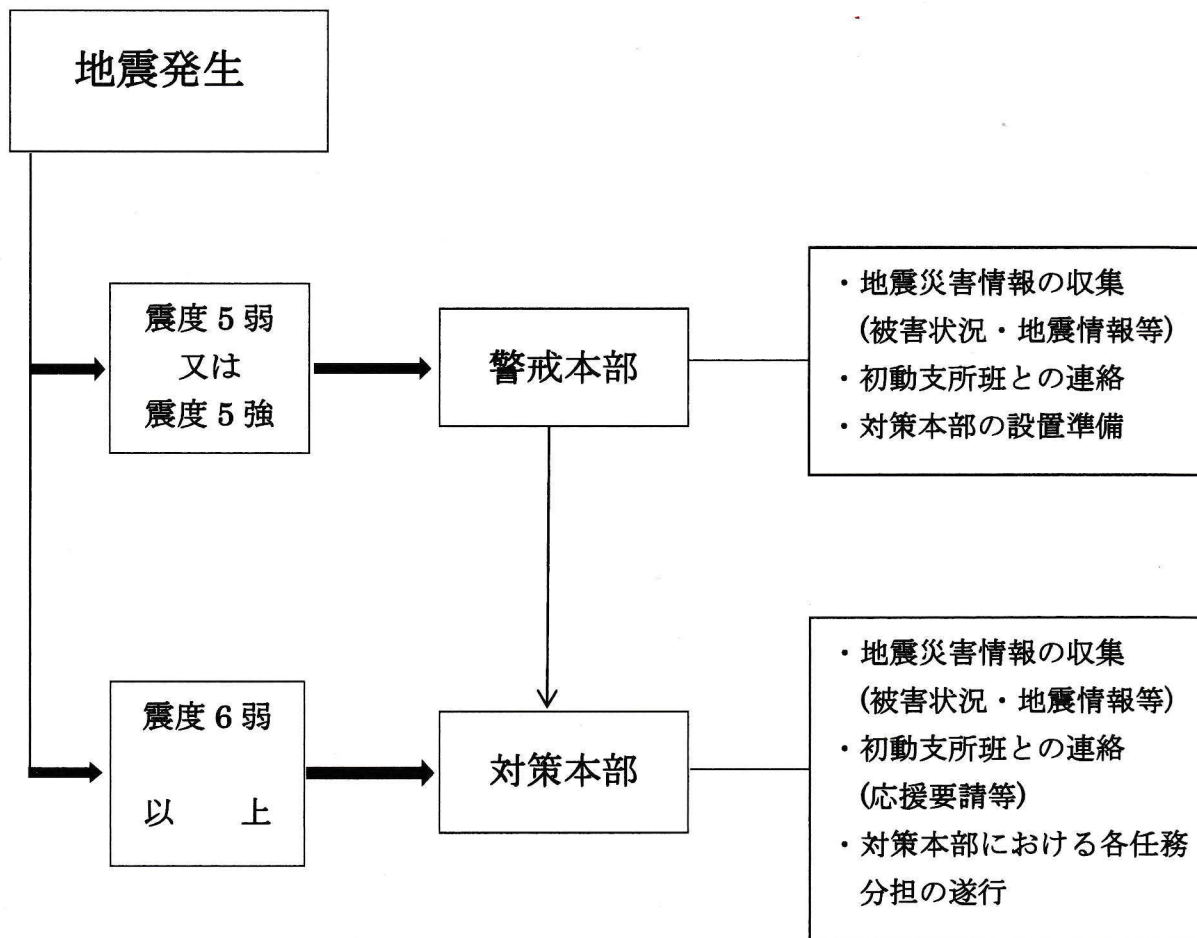 地震発生
震度５弱
又は
震度５強
警戒本部
・地震災害情報の収集
(被害状況・地震情報等)
・初動支所班との連絡
・対策本部の設置準備
震度６弱
以　上
対策本部
・地震災害情報の収集
(被害状況・地震情報等)
・初動支所班との連絡
(応援要請等)
・対策本部における各任務
分担の遂行